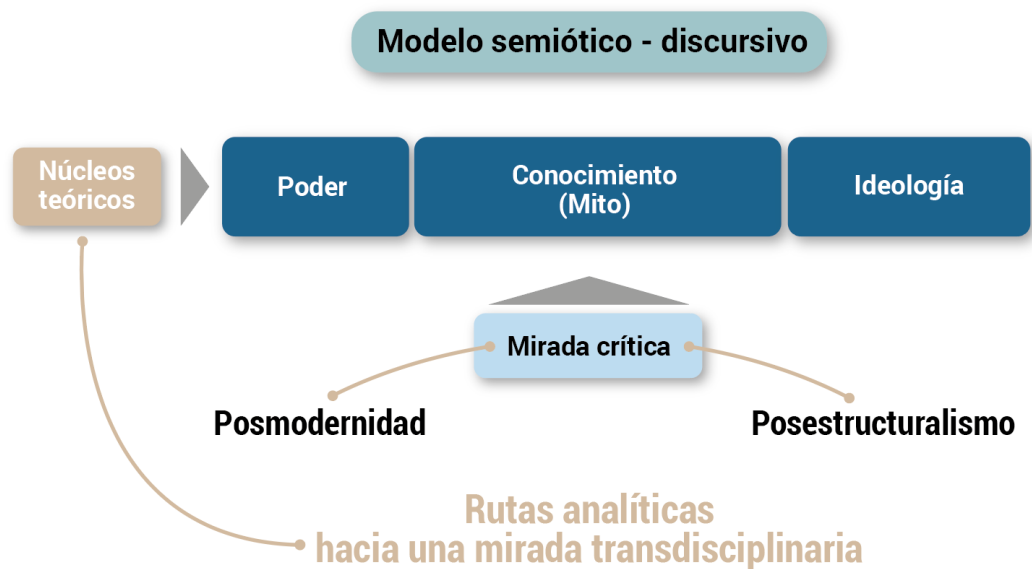 Modelo semiótico - discursivo
Núcleos
teóricos
Poder
Conocimiento
(Mito)
Ideología
Mirada crítica
Posmodernidad
Posestructuralismo
Rutas analíticas
hacia una mirada transdisciplinaria